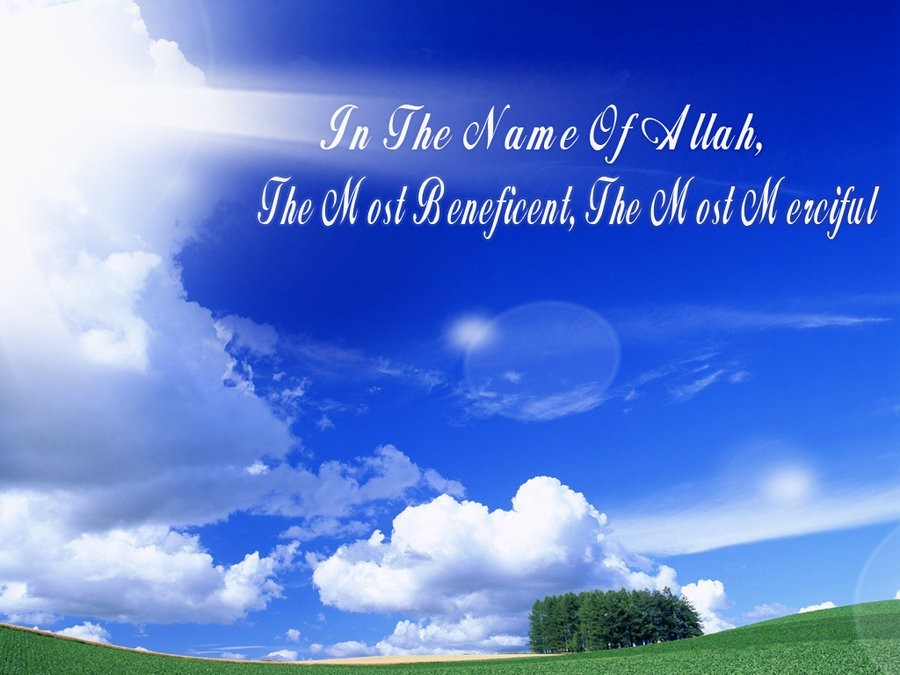 In The Name Of Allah,
The Most Beneficent, The Most Merciful